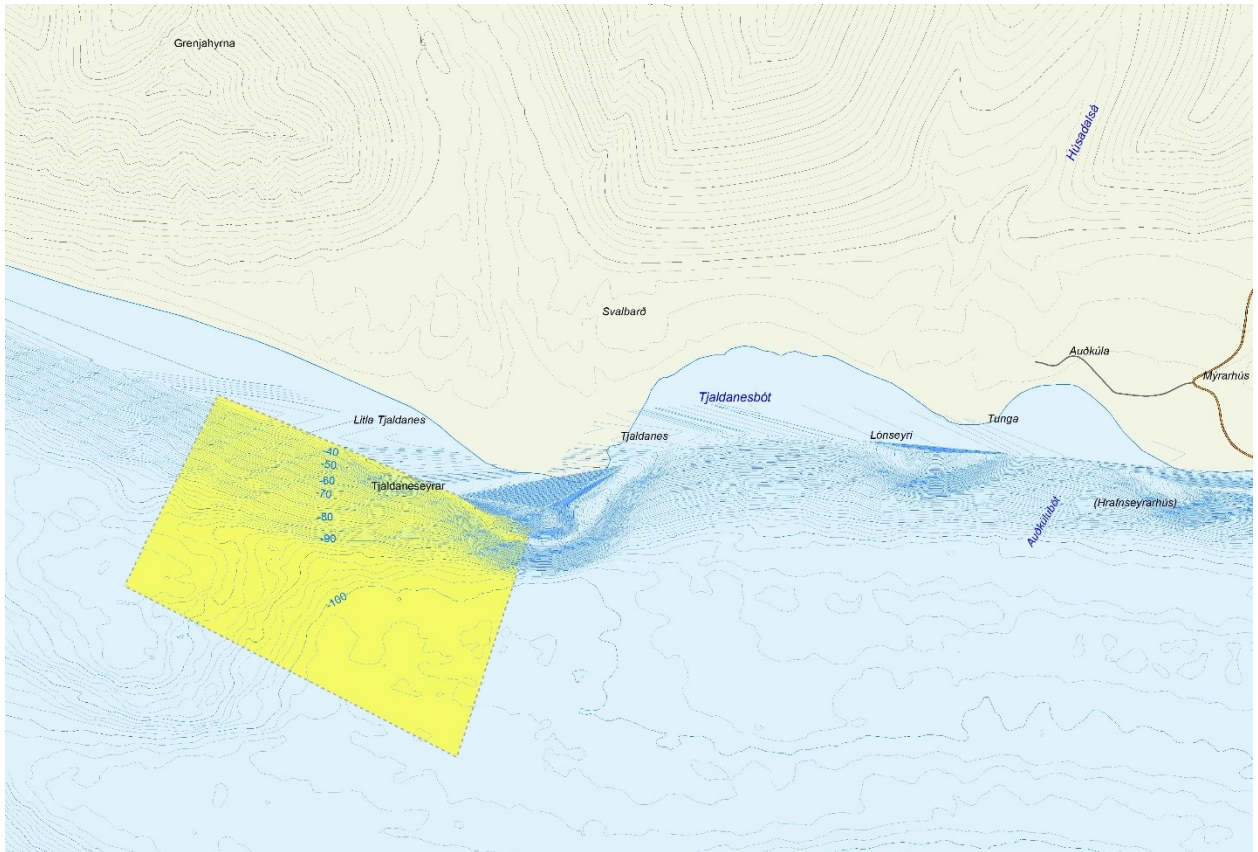 Grenjahyrna
Húsadalsá
Svalbarð
Auðkúla
Mýrarhús
Tjaldanesbót
Litla Tjaldanes
Tunga
Tjaldanes
Lónseyri
-40
-50
-60
Tjaldaneseyrar
-70
(Hrafnseyrarhús)
-80
Auðkúlubót
-90
-100